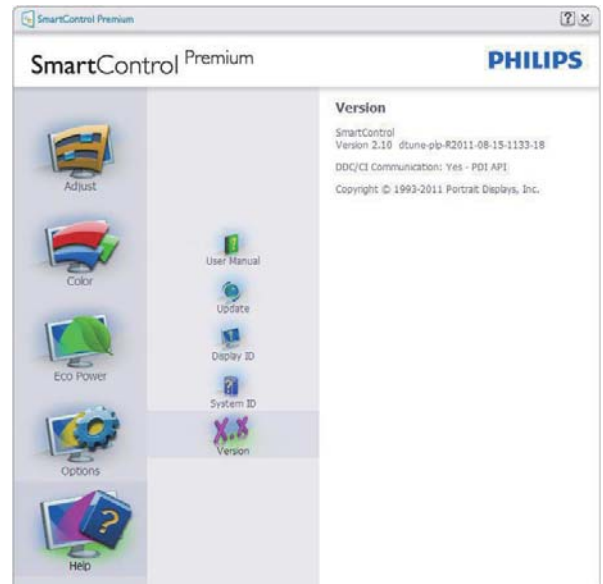 SmartControl Premium
? ×
SmartControl Premium
PHILIPS
Adjust
Color
Eco Power
Options
?
Help
?
User Manual
Update
?
Display ID
?
System ID
X.X
Version
Version
SmartControl
Version 2.10 dtune-plp-R2011-08-15-1133-18
DDC/CI Communication: Yes - PDI API
Copyright © 1993-2011 Portrait Displays, Inc.